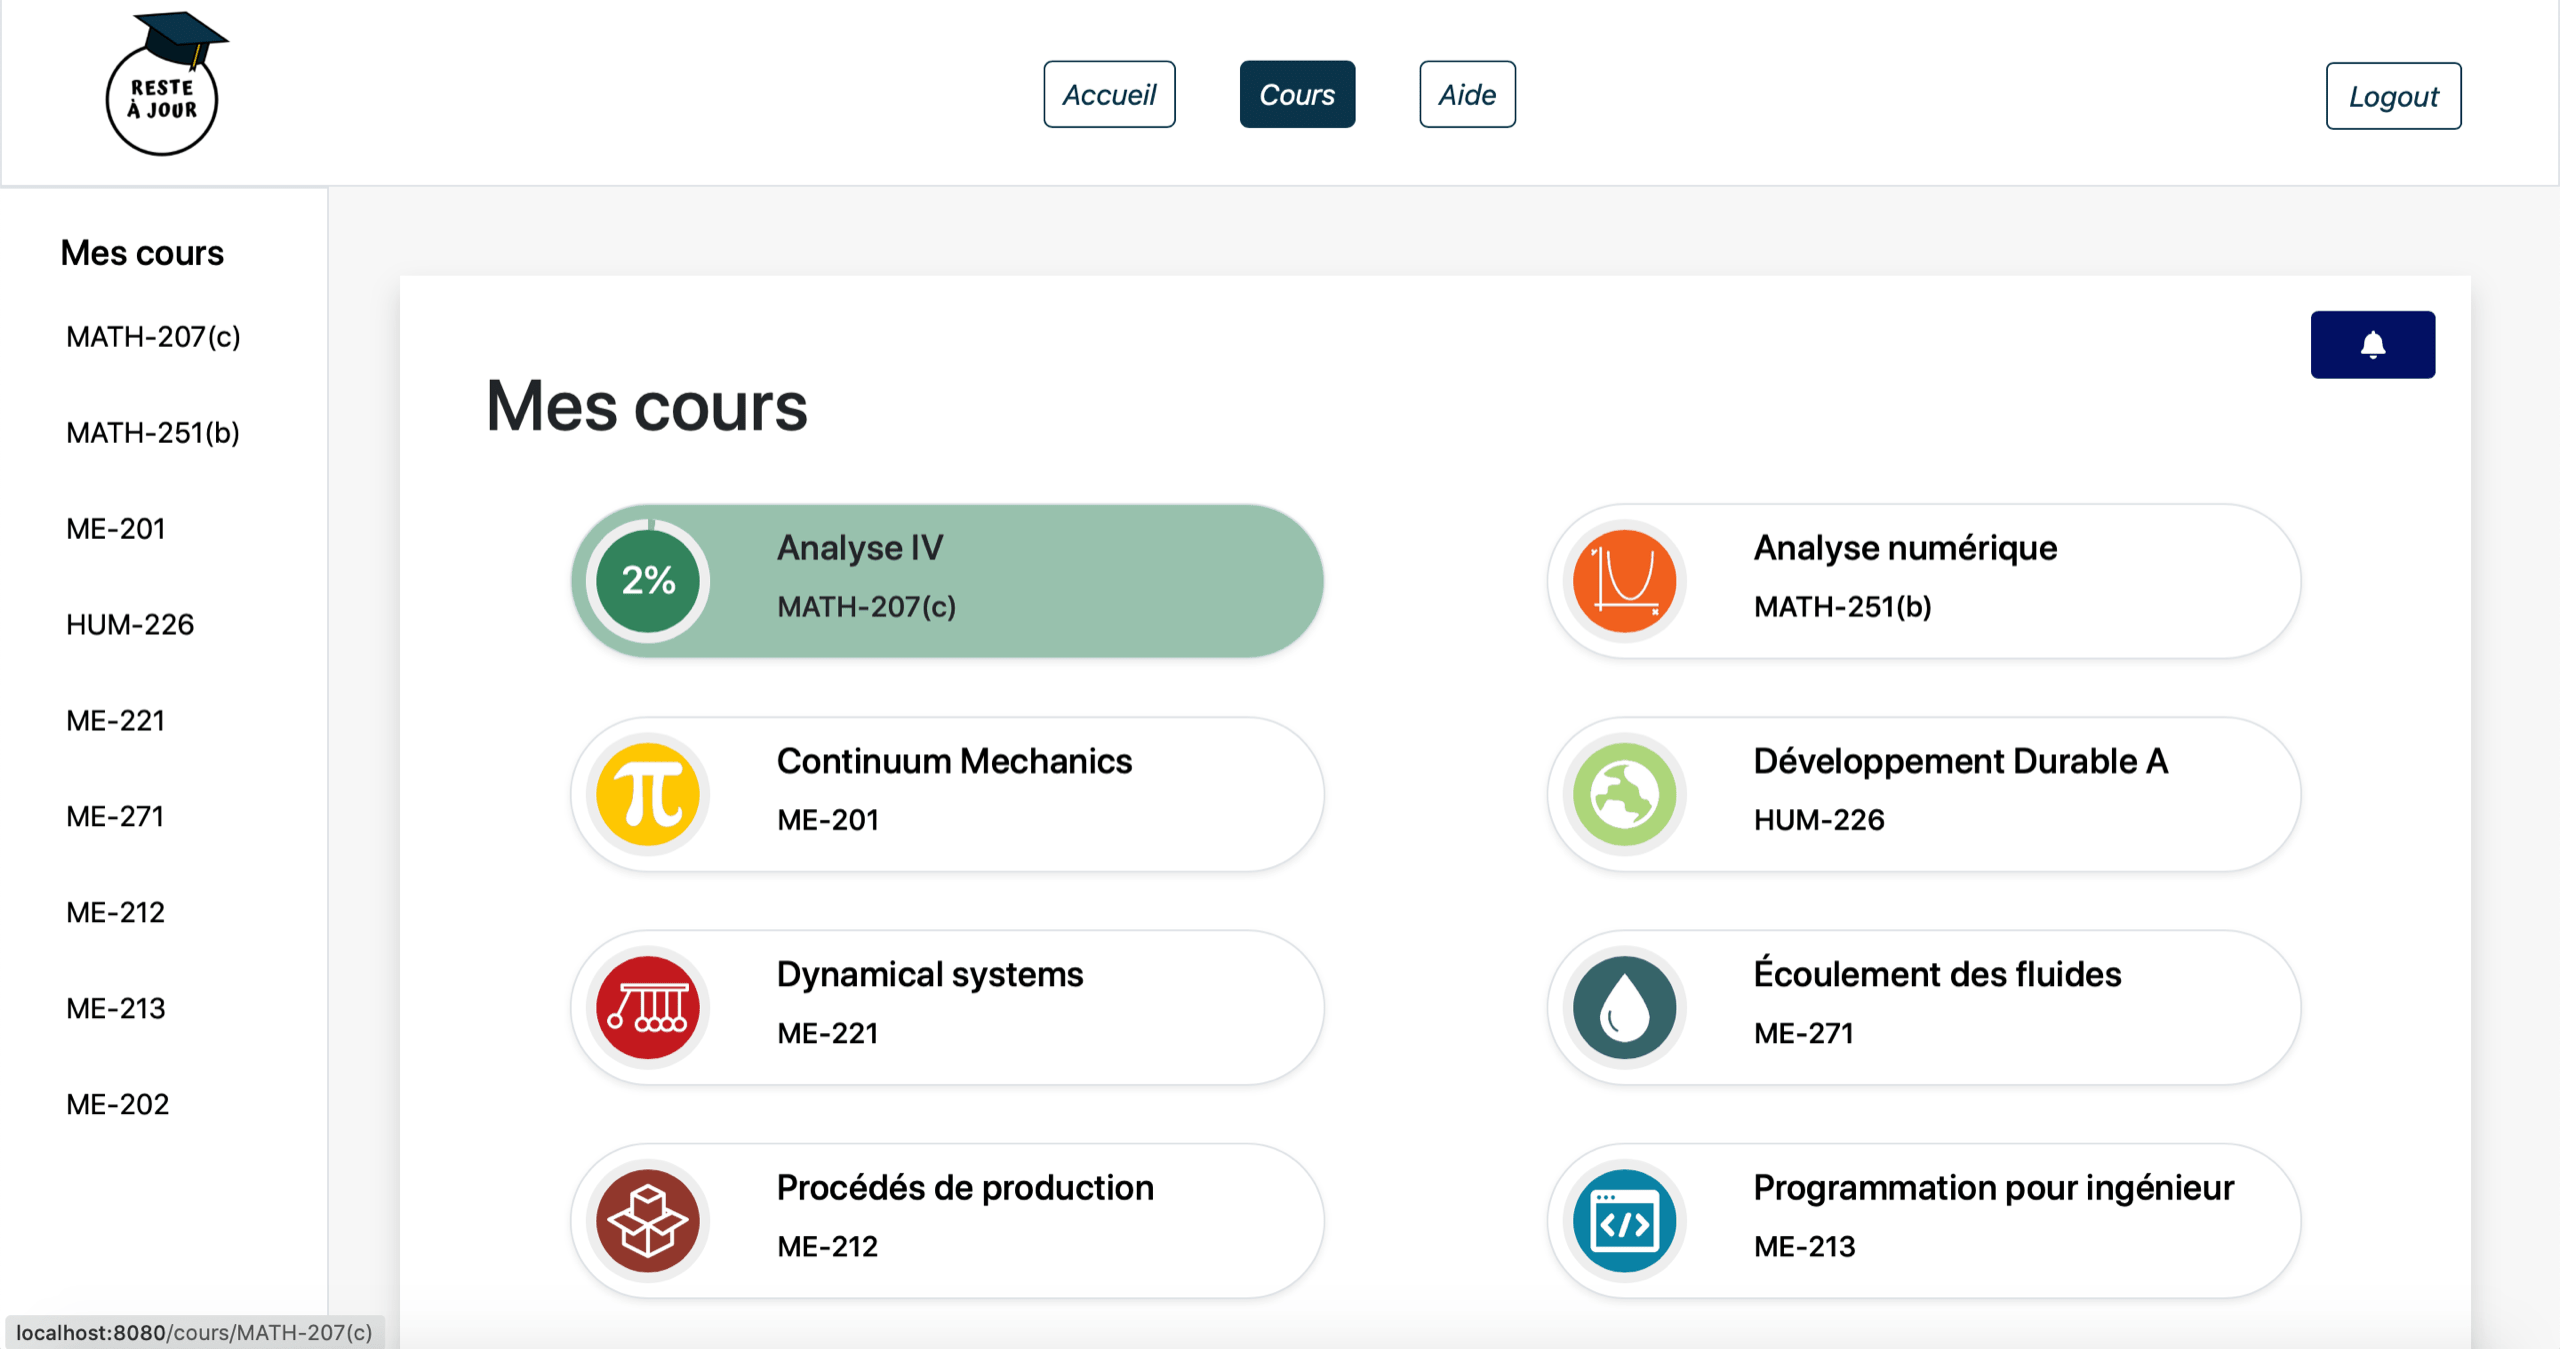 RESTE
À JOUR
Accueil
Cours
Aide
Logout
Mes cours
MATH-207(c)
MATH-251(b)
ME-201
HUM-226
ME-221
ME-271
ME-212
ME-213
ME-202
Mes cours
2%
Analyse IV
MATH-207(c)
Analyse numérique
MATH-251(b)
Continuum Mechanics
ME-201
Développement Durable A
HUM-226
Dynamical systems
ME-221
Écoulement des fluides
ME-271
Procédés de production
ME-212
Programmation pour ingénieur
ME-213
localhost:8080/cours/MATH-207(c)